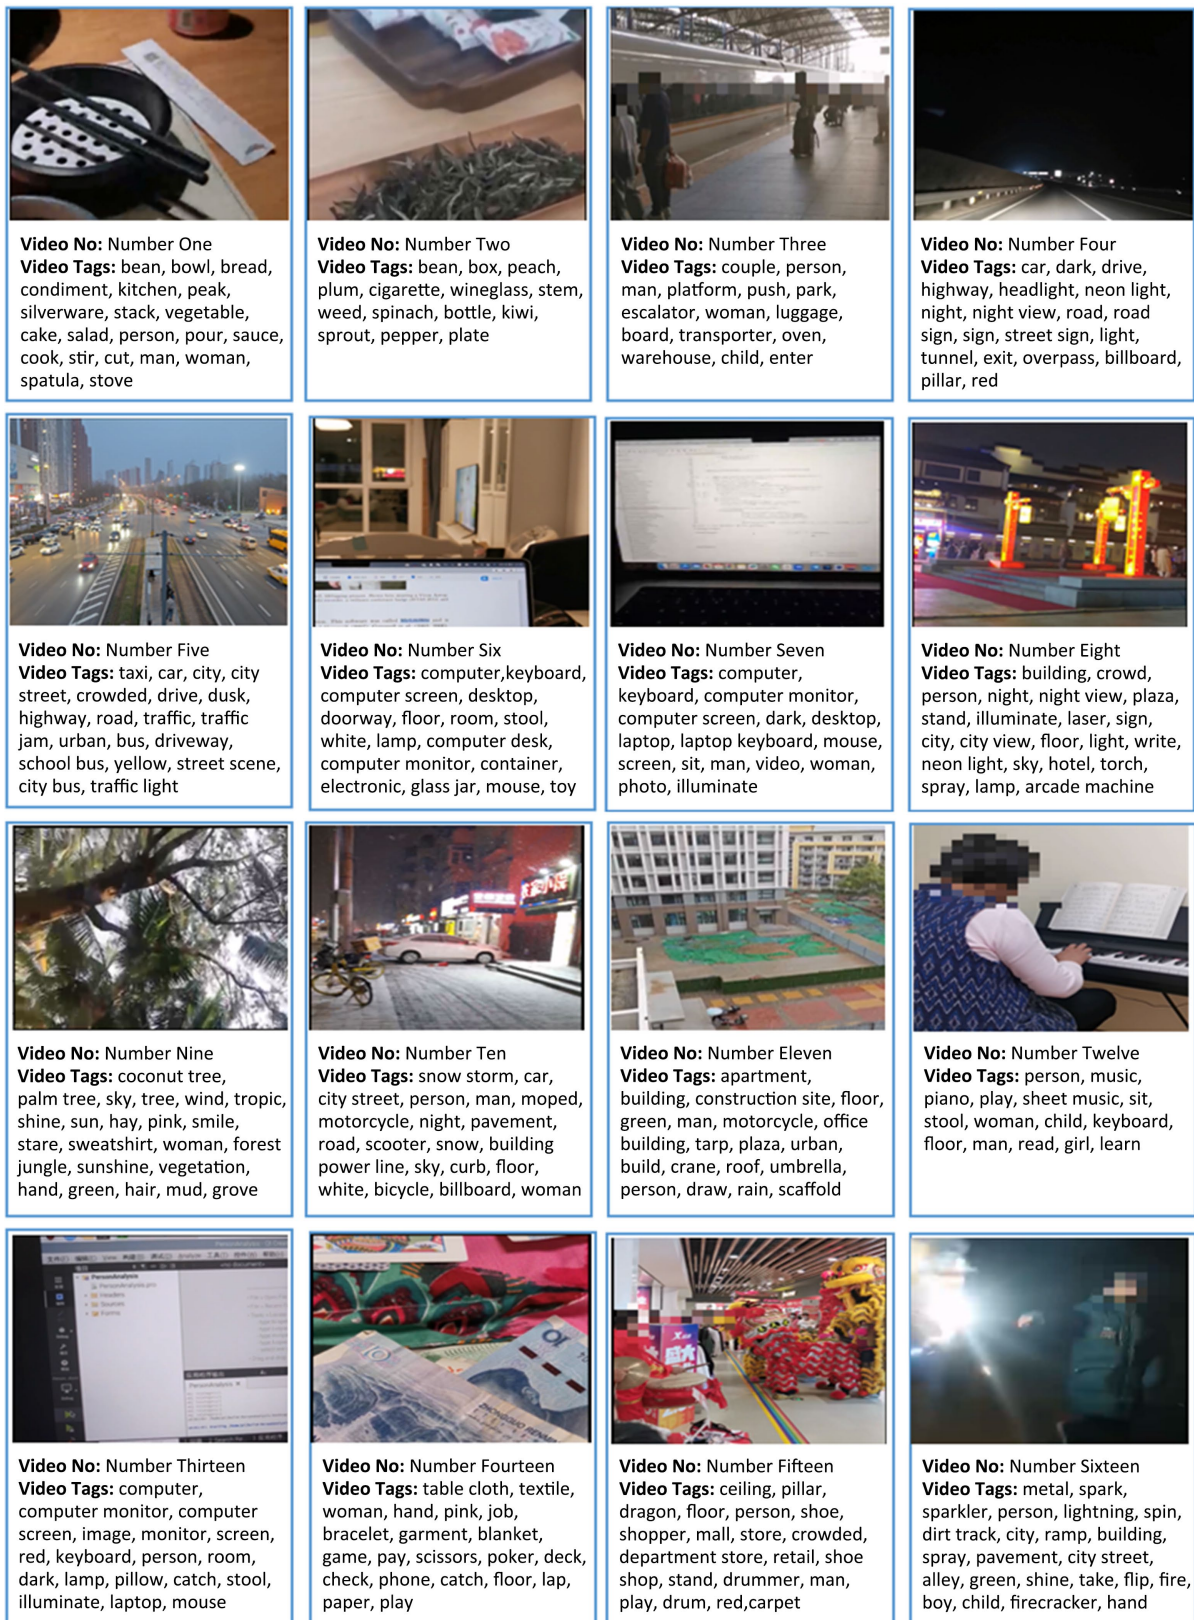 Video No: Number One
Video Tags: bean, bowl, bread,
condiment, kitchen, peak,
silverware, stack, vegetable,
cake, salad, person, pour, sauce,
cook, stir, cut, man, woman,
spatula, stove
Video No: Number Two
Video Tags: bean, box, peach,
plum, cigarette, wineglass, stem,
weed, spinach, bottle, kiwi,
sprout, pepper, plate
Video No: Number Three
Video Tags: couple, person,
man, platform, push, park,
escalator, woman, luggage,
board, transporter, oven,
warehouse, child, enter
Video No: Number Four
Video Tags: car, dark, drive,
highway, headlight, neon light,
night, night view, road, road
sign, sign, street sign, light,
tunnel, exit, overpass, billboard,
pillar, red
Video No: Number Five
Video Tags: taxi, car, city, city
street, crowded, drive, dusk,
highway, road, traffic, traffic
jam, urban, bus, driveway,
school bus, yellow, street scene,
city bus, traffic light
Video No: Number Six
Video Tags: computer,keyboard,
computer screen, desktop,
doorway, floor, room, stool,
white, lamp, computer desk,
computer monitor, container,
electronic, glass jar, mouse, toy
Video No: Number Seven
Video Tags: computer,
keyboard, computer monitor,
computer screen, dark, desktop,
laptop, laptop keyboard, mouse,
screen, sit, man, video, woman,
photo, illuminate
Video No: Number Eight
Video Tags: building, crowd,
person, night, night view, plaza,
stand, illuminate, laser, sign,
city, city view, floor, light, write,
neon light, sky, hotel, torch,
spray, lamp, arcade machine
Video No: Number Nine
Video Tags: coconut tree,
palm tree, sky, tree, wind, tropic,
shine, sun, hay, pink, smile,
stare, sweatshirt, woman, forest
jungle, sunshine, vegetation,
hand, green, hair, mud, grove
Video No: Number Ten
Video Tags: snow storm, car,
city street, person, man, moped,
motorcycle, night, pavement,
road, scooter, snow, building
power line, sky, curb, floor,
white, bicycle, billboard, woman
Video No: Number Eleven
Video Tags: apartment,
building, construction site, floor,
green, man, motorcycle, office
building, tarp, plaza, urban,
build, crane, roof, umbrella,
person, draw, rain, scaffold
Video No: Number Twelve
Video Tags: person, music,
piano, play, sheet music, sit,
stool, woman, child, keyboard,
floor, man, read, girl, learn
PersonAnalysis
PersonAnalysis.pro
Headers
Sources
Forms
PersonAnalysis
Video No: Number Thirteen
Video Tags: computer,
computer monitor, computer
screen, image, monitor, screen,
red, keyboard, person, room,
dark, lamp, pillow, catch, stool,
illuminate, laptop, mouse
10
Video No: Number Fourteen
Video Tags: table cloth, textile,
woman, hand, pink, job,
bracelet, garment, blanket,
game, pay, scissors, poker, deck,
check, phone, catch, floor, lap,
paper, play
Video No: Number Fifteen
Video Tags: ceiling, pillar,
dragon, floor, person, shoe,
shopper, mall, store, crowded,
department store, retail, shoe
shop, stand, drummer, man,
play, drum, red,carpet
Video No: Number Sixteen
Video Tags: metal, spark,
sparkler, person, lightning, spin,
dirt track, city, ramp, building,
spray, pavement, city street,
alley, green, shine, take, flip, fire,
boy, child, firecracker, hand